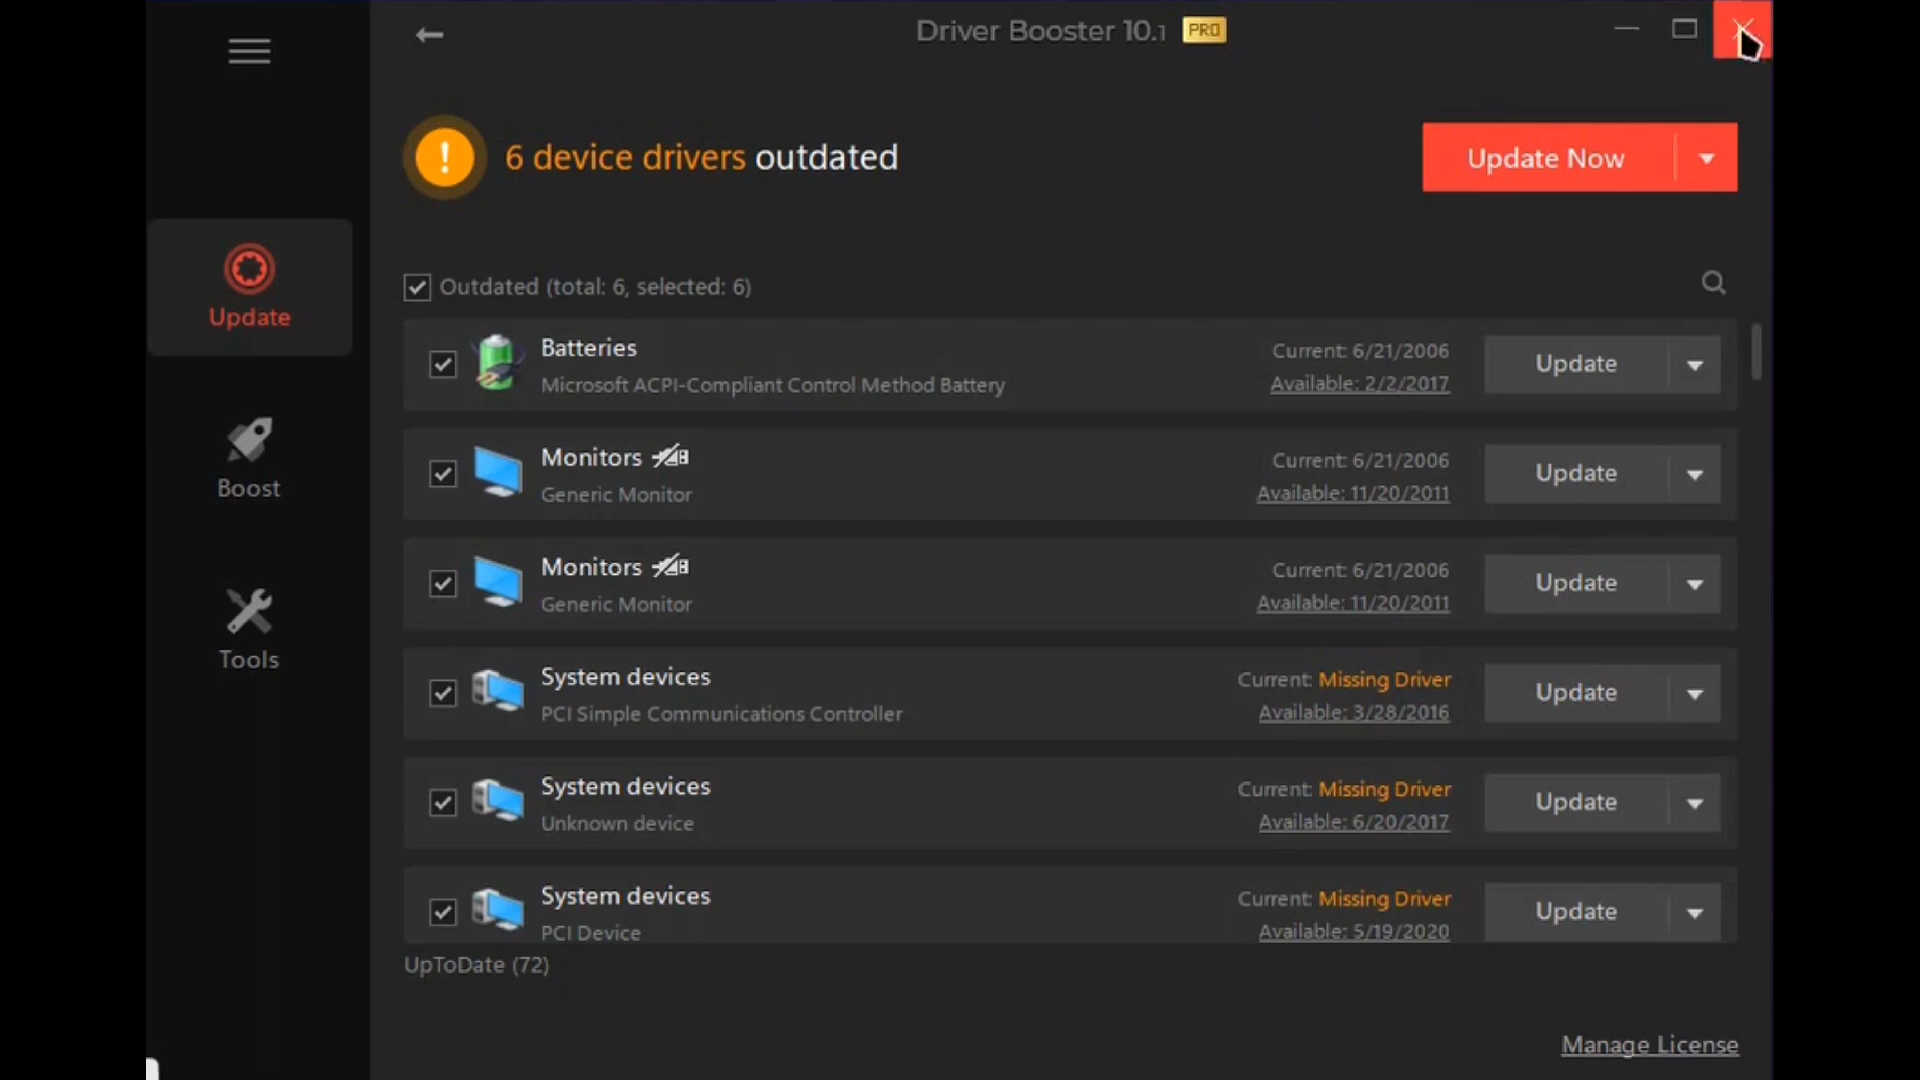 Driver Booster 10.1 PRO
6 device drivers outdated
Update Now
Outdated (total: 6, selected: 6)
Update
Boost
Tools
Batteries
Microsoft ACPI-Compliant Control Method Battery
Current: 6/21/2006
Available: 2/2/2017
Update
Monitors
Generic Monitor
Current: 6/21/2006
Available: 11/20/2011
Update
Monitors
Generic Monitor
Current: 6/21/2006
Available: 11/20/2011
Update
System devices
PCI Simple Communications Controller
Current: Missing Driver
Available: 3/28/2016
Update
System devices
Unknown device
Current: Missing Driver
Available: 6/20/2017
Update
System devices
PCI Device
Current: Missing Driver
Available: 5/19/2020
Update
UpToDate (72)
Manage License